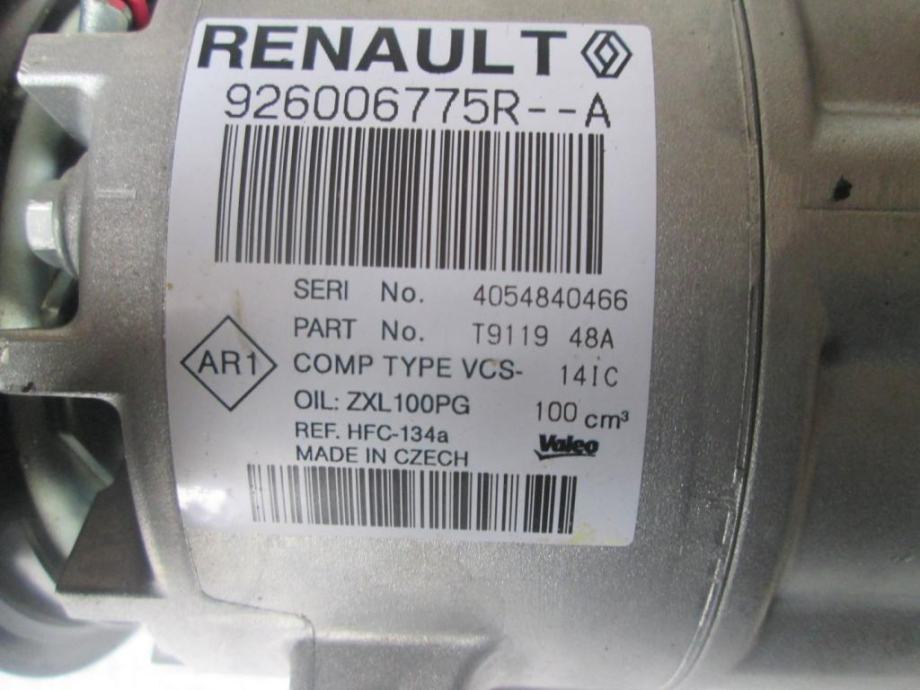 RENAULT
926006775R--A
SERI No. 4054840466
PART No. T9119 48A
AR1
COMP TYPE VCS- 14IC
OIL: ZXL100PG 100 cm³
REF. HFC-134a
Valeo
MADE IN CZECH